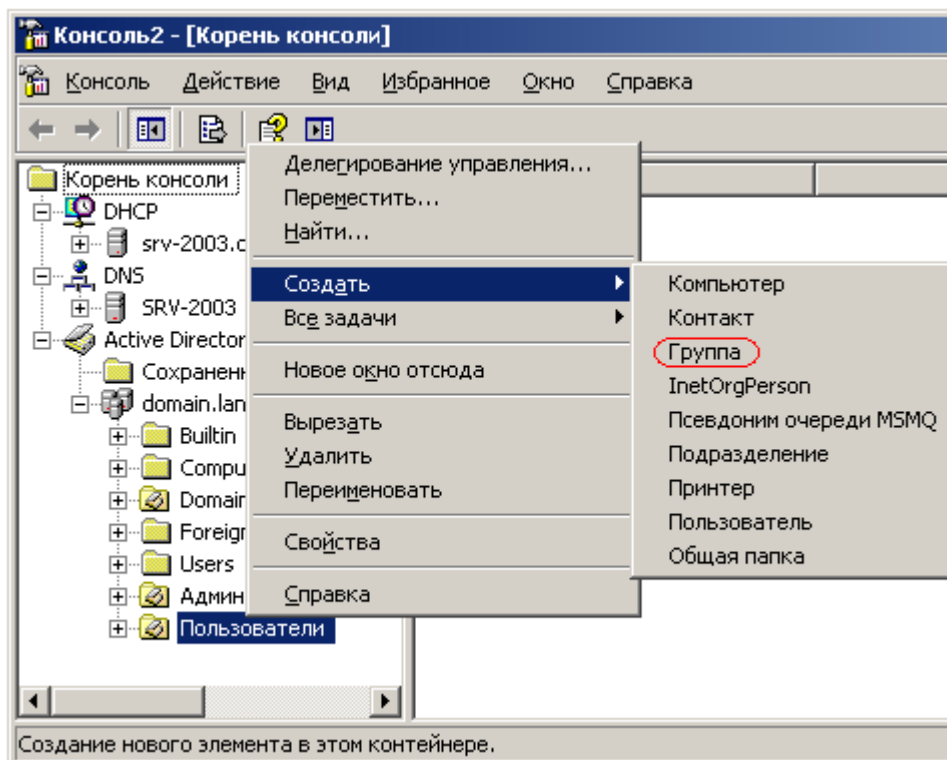 Консоль2 - [Корень консоли]
Консоль Действие Вид Избранное Окно Справка
Корень консоли
DHCP
srv-2003.c
DNS
SRV-2003
Active Director
Сохраненн
domain.lan
Builtin
Compu
Domain
Foreign
Users
Админ
Пользователи
Делегирование управления...
Переместить...
Найти...
Создать
Все задачи
Новое окно отсюда
Вырезать
Удалить
Переименовать
Свойства
Справка
Компьютер
Контакт
Группа
InetOrgPerson
Псевдоним очереди MSMQ
Подразделение
Принтер
Пользователь
Общая папка
Создание нового элемента в этом контейнере.